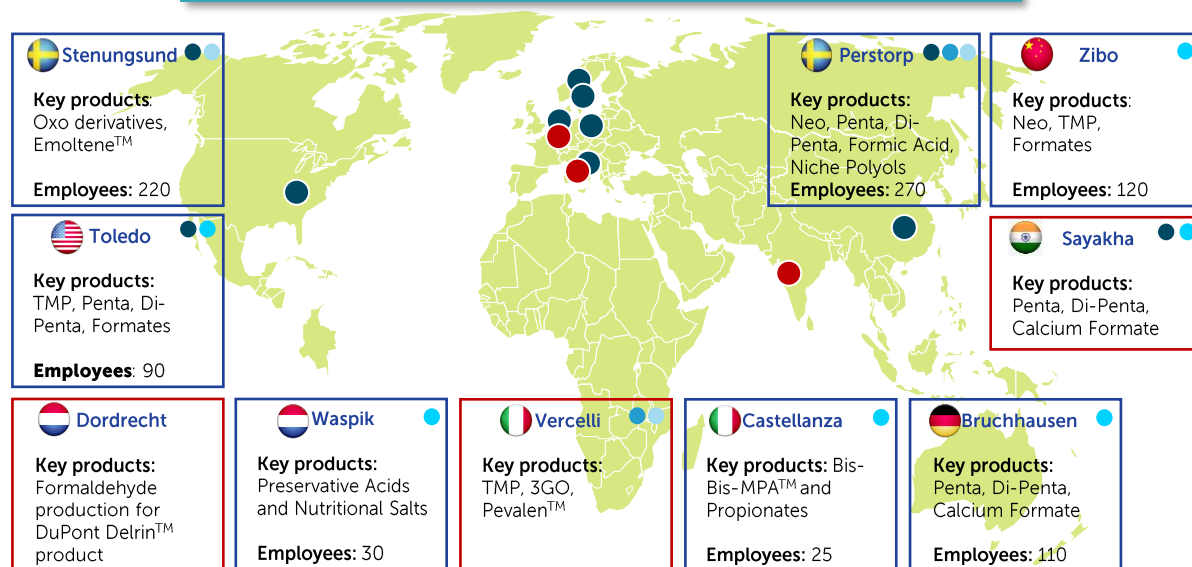 Stenungsund
Key products:
Oxo derivatives,
Emoltene™
Employees: 220
Perstorp
Key products:
Neo, Penta, Di-
Penta, Formic Acid,
Niche Polyols
Employees: 270
Zibo
Key products:
Neo, TMP,
Formates
Employees: 120
Toledo
Key products:
TMP, Penta, Di-
Penta, Formates
Employees: 90
Sayakha
Key products:
Penta, Di-Penta,
Calcium Formate
Dordrecht
Key products:
Formaldehyde
production for
DuPont Delrin™
product
Waspik
Key products:
Preservative Acids
and Nutritional Salts
Employees: 30
Vercelli
Key products:
TMP, 3GO,
Pevalen™
Castellanza
Key products: Bis-
Bis-MPA™ and
Propionates
Employees: 25
Bruchhausen
Key products:
Penta, Di-Penta,
Calcium Formate
Employees: 110